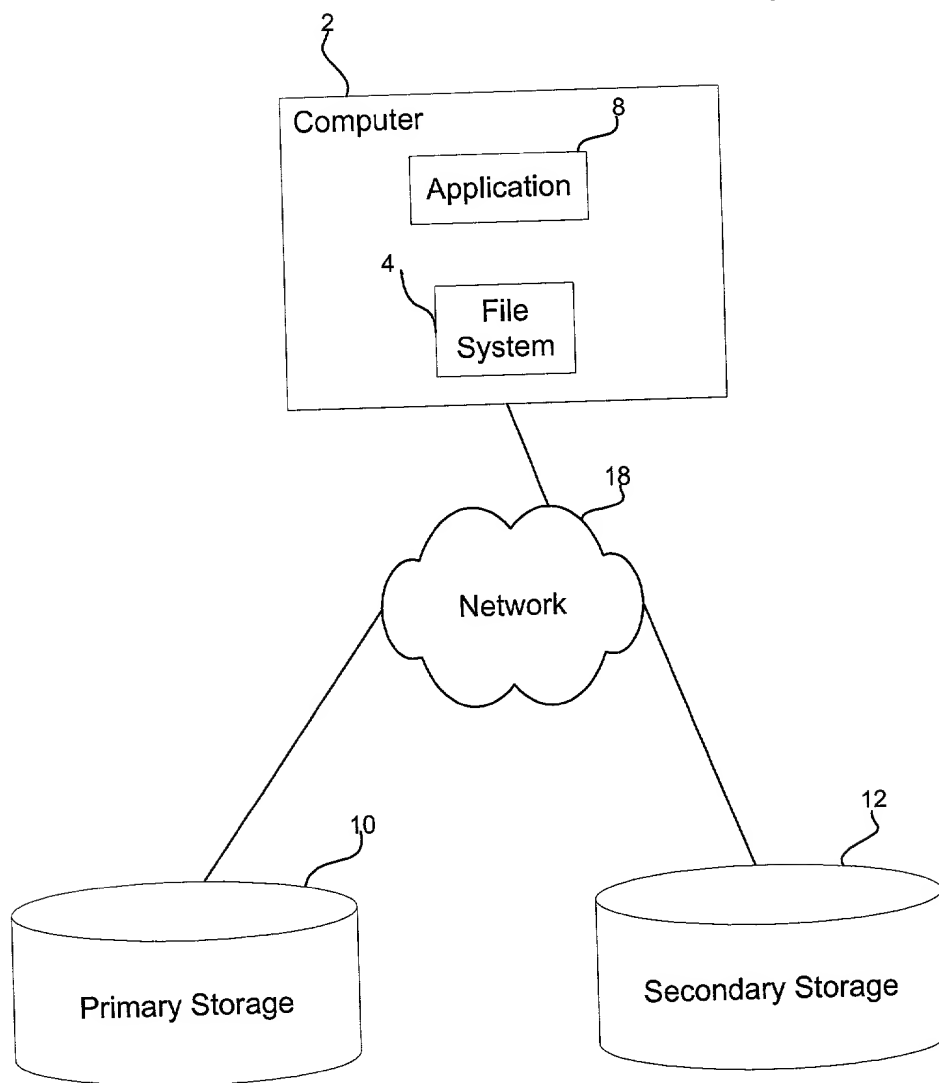 2
Computer
8
Application
4
File
System
18
Network
10
12
Primary Storage
Secondary Storage